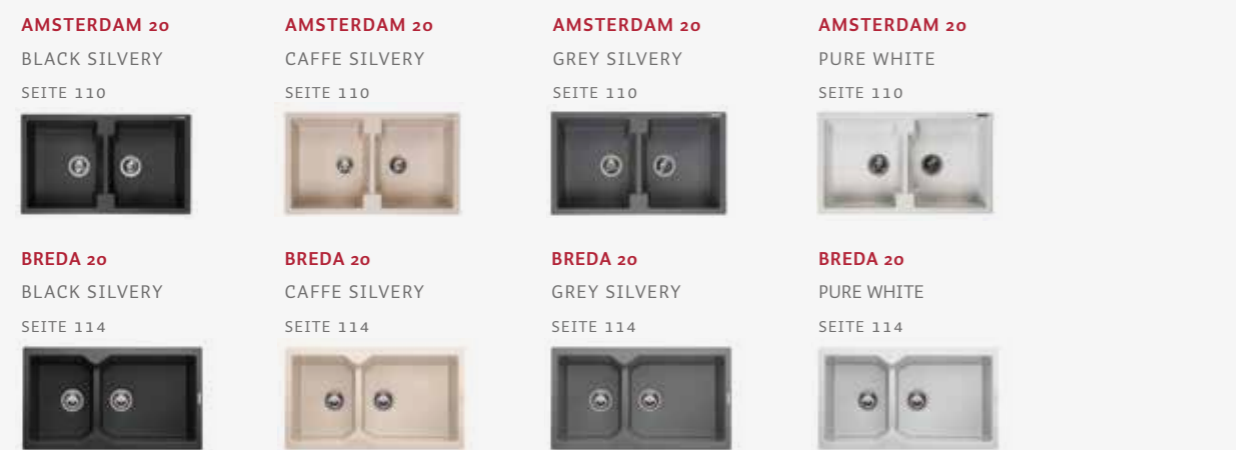 AMSTERDAM 20
BLACK SILVERY
SEITE 110
AMSTERDAM 20
CAFFE SILVERY
SEITE 110
AMSTERDAM 20
GREY SILVERY
SEITE 110
AMSTERDAM 20
PURE WHITE
SEITE 110
BREDA 20
BLACK SILVERY
SEITE 114
BREDA 20
CAFFE SILVERY
SEITE 114
BREDA 20
GREY SILVERY
SEITE 114
BREDA 20
PURE WHITE
SEITE 114